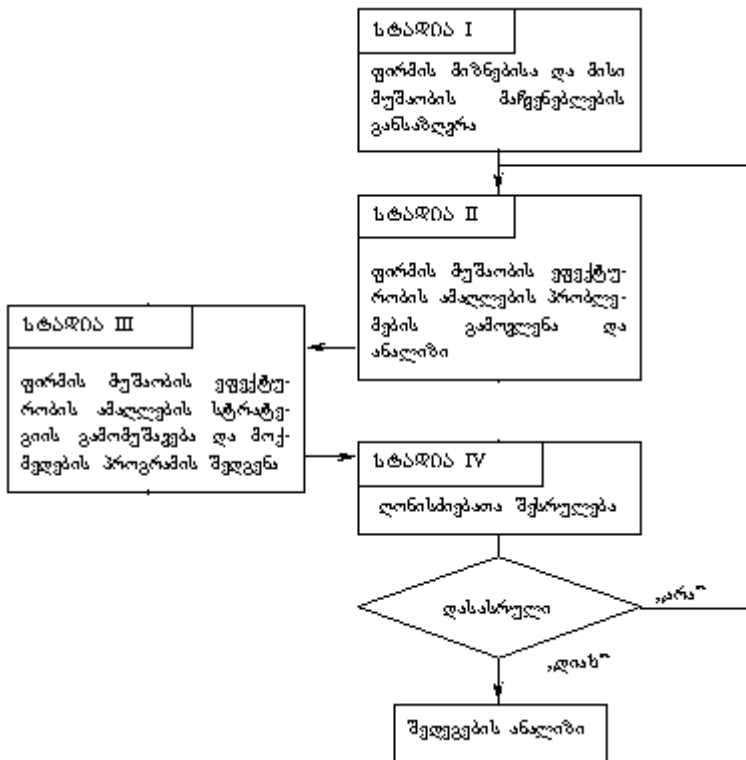 სტადია I
ფირმის მიზნებისა და მისი
მუშაობის მაჩვენებლების
განსაზღვრა
სტადია II
ფირმის მუშაობის ეფექტუ-
რობის ამაღლების პრობლე-
მების გამოვლენა და
ანალიზი
სტადია III
ფირმის მუშაობის ეფექტუ-
რობის ამაღლების სტრატე-
გიის გამომუშავება და მოქ-
მედების პროგრამის შედგენა
სტადია IV
ღონისძიებათა შესრულება
დასასრული
„არა“
„დიახ“
შედეგების ანალიზი